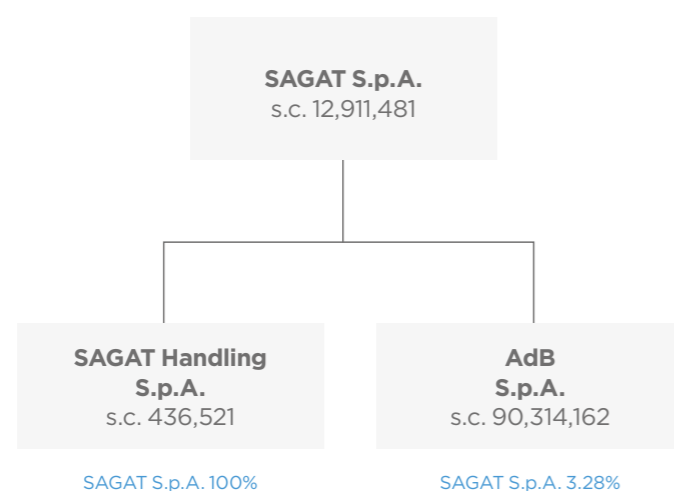 SAGAT S.p.A.
s.c. 12,911,481
SAGAT Handling
S.p.A.
s.c. 436,521
SAGAT S.p.A. 100%
AdB
S.p.A.
s.c. 90,314,162
SAGAT S.p.A. 3.28%